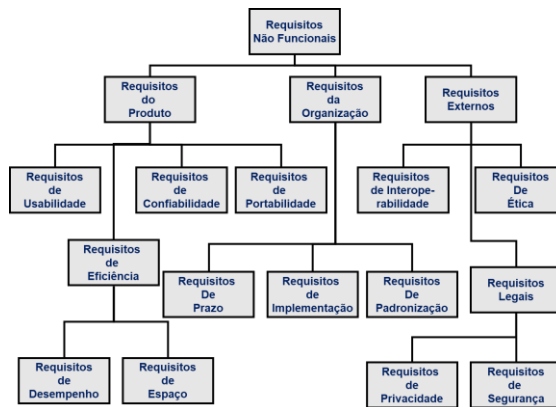 Requisitos
Não Funcionais
Requisitos
do
Produto
Requisitos
da
Organização
Requisitos
Externos
Requisitos
de
Usabilidade
Requisitos
de
Confiabilidade
Requisitos
de
Portabilidade
Requisitos
de Interope-
rabilidade
Requisitos
De
Ética
Requisitos
de
Eficiência
Requisitos
De
Prazo
Requisitos
de
Implementação
Requisitos
De
Padronização
Requisitos
Legais
Requisitos
de
Desempenho
Requisitos
de
Espaço
Requisitos
de
Privacidade
Requisitos
de
Segurança